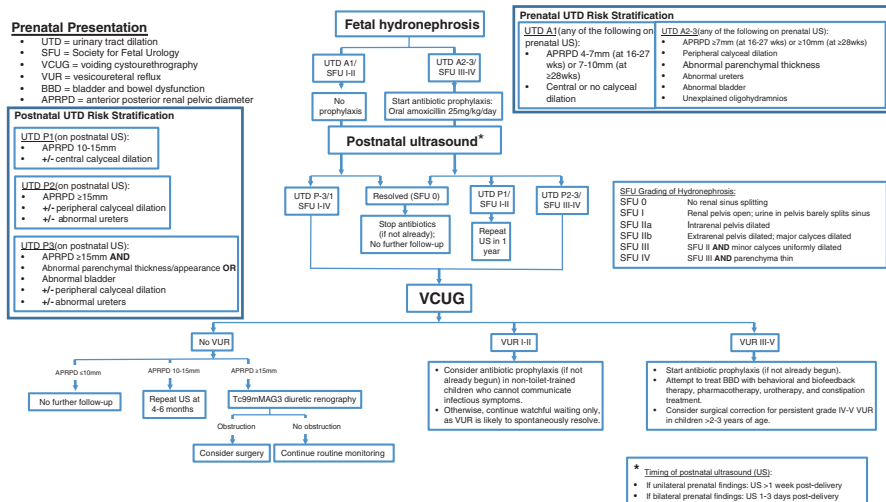 Prenatal Presentation
• UTD = urinary tract dilation
• SFU = Society for Fetal Urology
• VCUG = voiding cystourethrography
• VUR = vesicoureteral reflux
• BBD = bladder and bowel dysfunction
• APRPD = anterior posterior renal pelvic diameter
Postnatal UTD Risk Stratification
UTD P1(on postnatal US):
• APRPD 10-15mm
• +/- central calyceal dilation
UTD P2(on postnatal US):
• APRPD ≥15mm
• +/- peripheral calyceal dilation
• +/- abnormal ureters
UTD P3(on postnatal US):
• APRPD ≥15mm AND
• Abnormal parenchymal thickness/appearance OR
• Abnormal bladder
• +/- peripheral calyceal dilation
• +/- abnormal ureters
Fetal hydronephrosis
UTD A1/
SFU I-II
UTD A2-3/
SFU III-IV
No
prophylaxis
Start antibiotic prophylaxis:
Oral amoxicillin 25mg/kg/day
Postnatal ultrasound*
UTD P-3/1
SFU I-IV
Resolved (SFU 0)
UTD P1/
SFU I-II
UTD P2-3/
SFU III-IV
Stop antibiotics
(if not already);
No further follow-up
Repeat
US in 1
year
Prenatal UTD Risk Stratification
UTD A1(any of the following on
prenatal US):
• APRPD 4-7mm (at 16-27
wks) or 7-10mm (at
≥28wks)
• Central or no calyceal
dilation
UTD A2-3(any of the following on prenatal US):
• APRPD ≥7mm (at 16-27 wks) or ≥10mm (at ≥28wks)
• Peripheral calyceal dilation
• Abnormal parenchymal thickness
• Abnormal ureters
• Abnormal bladder
• Unexplained oligohydramnios
SFU Grading of Hydronephrosis:
SFU 0 No renal sinus splitting
SFU I Renal pelvis open; urine in pelvis barely splits sinus
SFU IIa Intrarenal pelvis dilated
SFU IIb Extrarenal pelvis dilated; major calyces dilated
SFU III SFU II AND minor calyces uniformly dilated
SFU IV SFU III AND parenchyma thin
VCUG
No VUR
VUR I-II
VUR III-V
APRPD ≤10mm
APRPD 10-15mm
APRPD ≥15mm
No further follow-up
Repeat US at
4-6 months
Tc99mMAG3 diuretic renography
Obstruction
No obstruction
Consider surgery
Continue routine monitoring
• Consider antibiotic prophylaxis (if not
already begun) in non-toilet-trained
children who cannot communicate
infectious symptoms.
• Otherwise, continue watchful waiting only,
as VUR is likely to spontaneously resolve.
• Start antibiotic prophylaxis (if not already begun).
• Attempt to treat BBD with behavioral and biofeedback
therapy, pharmacotherapy, urotherapy, and constipation
treatment.
• Consider surgical correction for persistent grade IV-V VUR
in children >2-3 years of age.
* Timing of postnatal ultrasound (US):
• If unilateral prenatal findings: US >1 week post-delivery
• If bilateral prenatal findings: US 1-3 days post-delivery